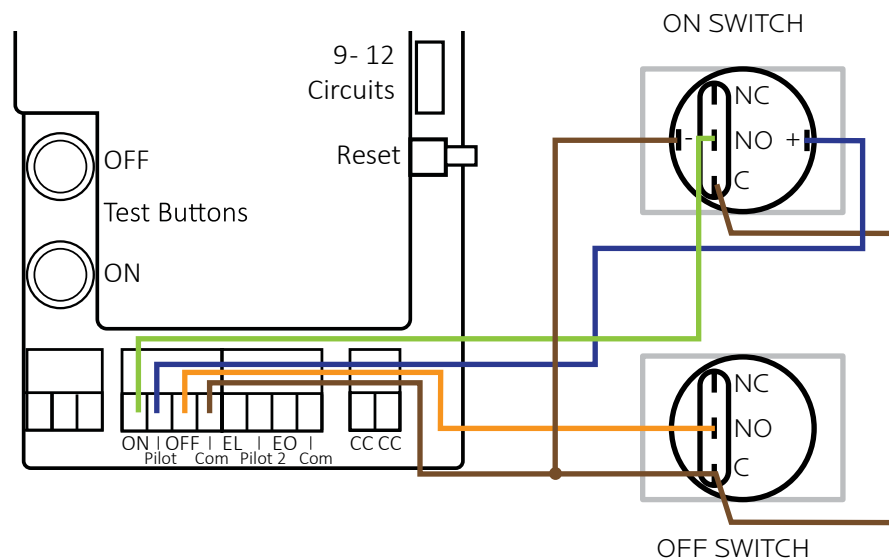 ON SWITCH
9- 12
Circuits
NC
- NO +
C
Reset
OFF
Test Buttons
ON
NC
NO
C
ON | OFF | EL | EO | CC CC
Pilot Com Pilot 2 Com
OFF SWITCH